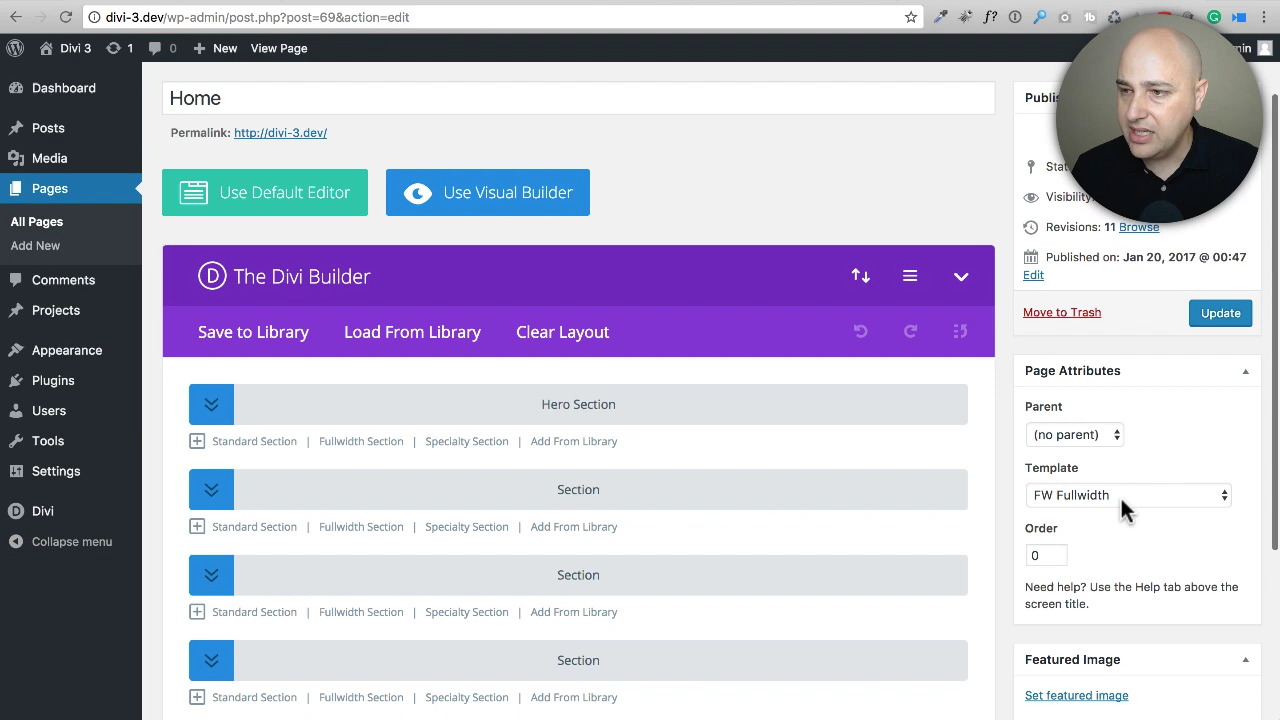 divi-3.dev/wp-admin/post.php?post=69&action=edit
f?
tb
Divi 3
1
0
New
View Page
Dashboard
Posts
Media
Pages
All Pages
Add New
Comments
Projects
Appearance
Plugins
Users
Tools
Settings
Divi
Collapse menu
Home
Permalink: http://divi-3.dev/
Use Default Editor
Use Visual Builder
D
The Divi Builder
Save to Library
Load From Library
Clear Layout
Hero Section
Standard Section | Fullwidth Section | Specialty Section | Add From Library
Section
Standard Section | Fullwidth Section | Specialty Section | Add From Library
Section
Standard Section | Fullwidth Section | Specialty Section | Add From Library
Section
Standard Section | Fullwidth Section | Specialty Section | Add From Library
Visibility
Revisions: 11 Browse
Published on: Jan 20, 2017 @ 00:47
Edit
Move to Trash
Update
Page Attributes
Parent
(no parent)
Template
FW Fullwidth
Order
0
Need help? Use the Help tab above the
screen title.
Featured Image
Set featured image